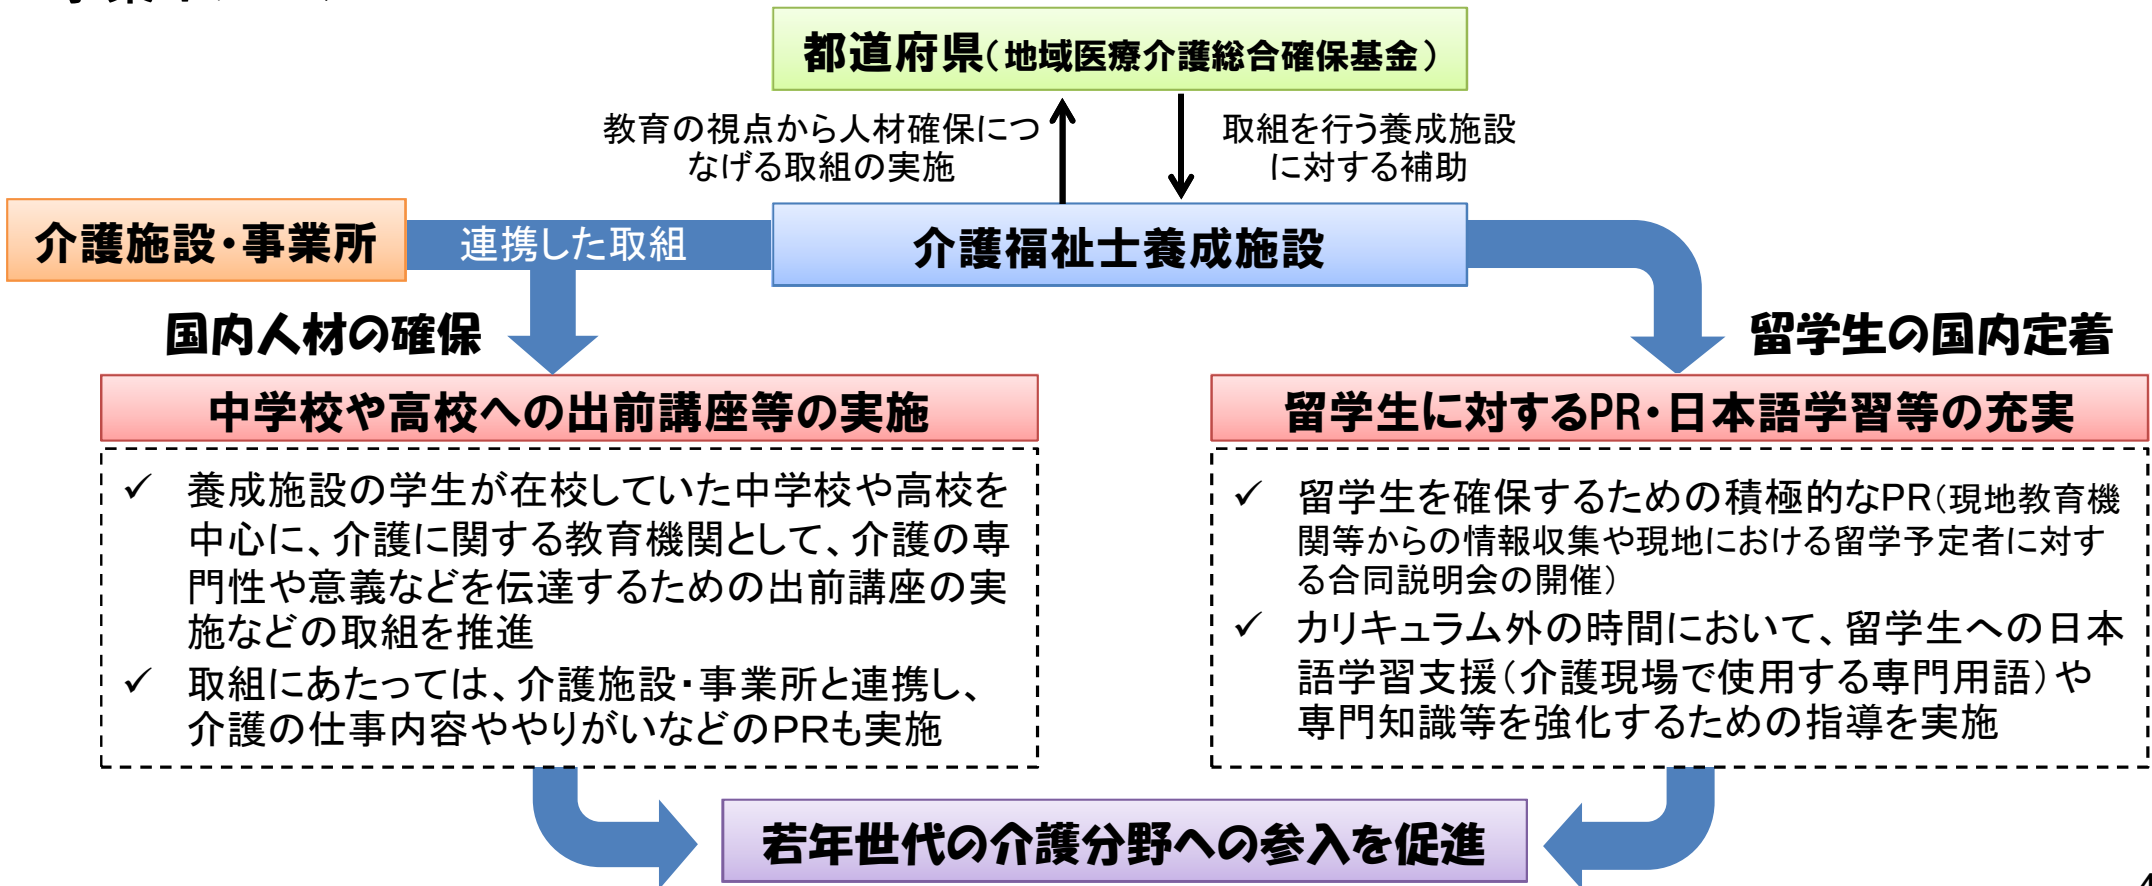 都道府県（地域医療介護総合確保基金）
教育の視点から人材確保につ
なげる取組の実施
取組を行う養成施設
に対する補助
介護施設・事業所
連携した取組
介護福祉士養成施設
国内人材の確保
留学生の国内定着
中学校や高校への出前講座等の実施
✓ 養成施設の学生が在校していた中学校や高校を
中心に、介護に関する教育機関として、介護の専
門性や意義などを伝達するための出前講座の実
施などの取組を推進
✓ 取組にあたっては、介護施設・事業所と連携し、
介護の仕事内容ややりがいなどのPRも実施
留学生に対するPR・日本語学習等の充実
✓ 留学生を確保するための積極的なPR（現地教育機
関等からの情報収集や現地における留学予定者に対す
る合同説明会の開催）
✓ カリキュラム外の時間において、留学生への日本
語学習支援（介護現場で使用する専門用語）や
専門知識等を強化するための指導を実施
若年世代の介護分野への参入を促進